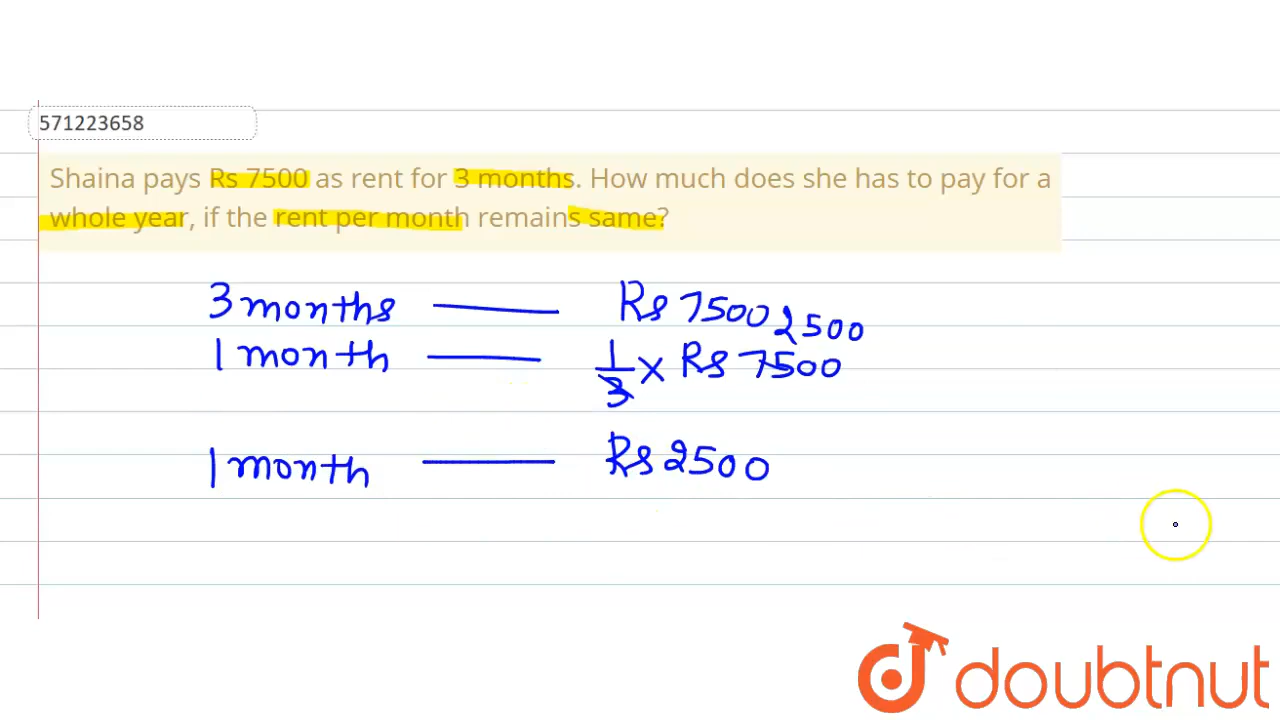 571223658
Shaina pays Rs 7500 as rent for 3 months. How much does she has to pay for a
whole year, if the rent per month remains same?
3 months — Rs 7500
2500
1 month — 1/3 × Rs 7500
1 month — Rs 2500
doubtnut